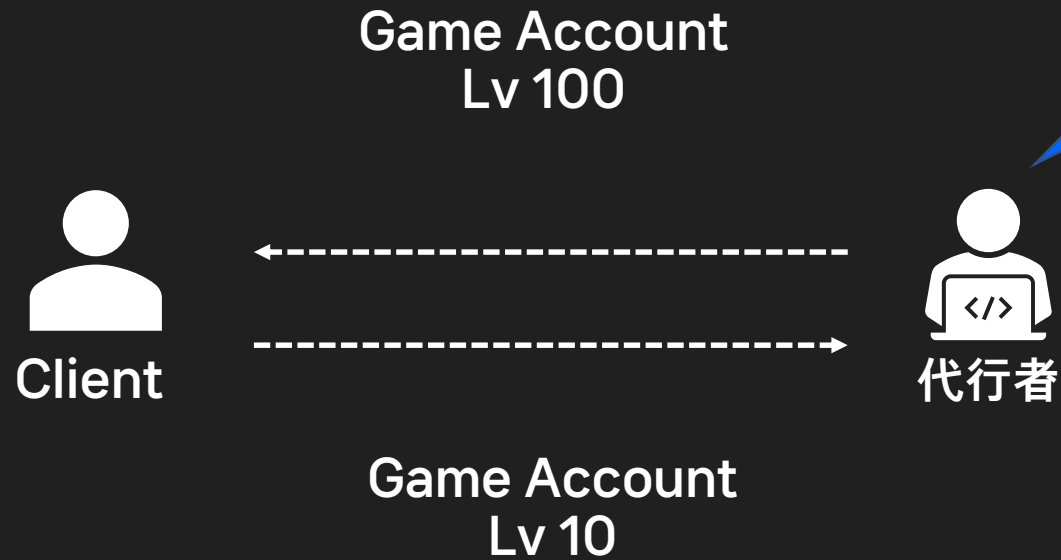 Game Account
Lv 100
</>
Client
代行者
Game Account
Lv 10